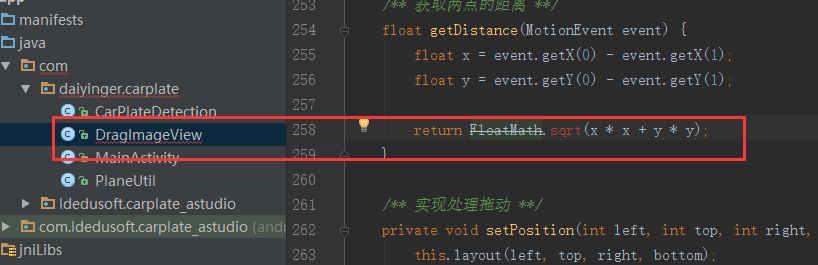 app
manifests
java
com
daiyinger.carplate
CarPlateDetection
DragImageView
MainActivity
PlaneUtil
ldedusoft.carplate_astudio
com.ldedusoft.carplate_astudio (and
jniLibs
253 /** 获取两点的距离 **/
254 float getDistance(MotionEvent event) {
255 float x = event.getX(0) - event.getX(1);
256 float y = event.getY(0) - event.getY(1);
257
258 return FloatMath.sqrt(x * x + y * y);
259 }
260
261 /** 实现处理拖动 **/
262 private void setPosition(int left, int top, int right,
263 this.layout(left, top, right, bottom);